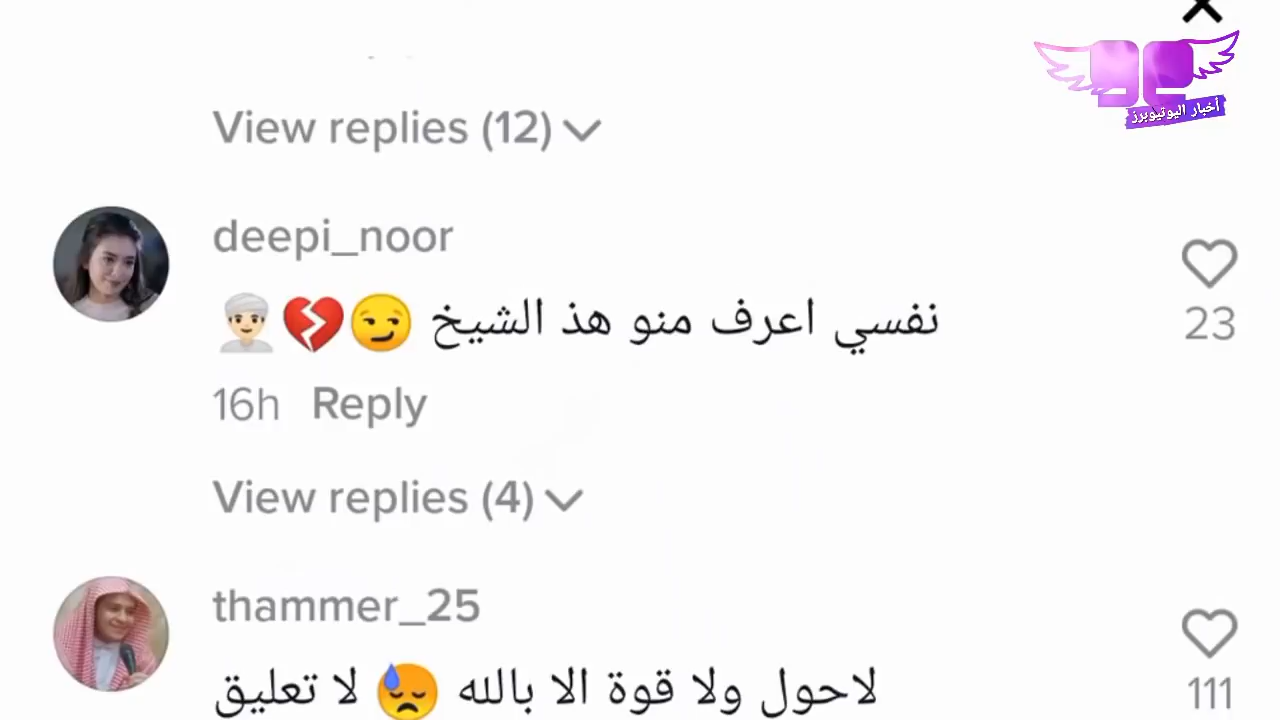 أخبار اليوتيوبرز
View replies (12)
deepi_noor
نفسي اعرف منو هذ الشيخ 😏💔👳🏻‍♂️
23
16h Reply
View replies (4)
thammer_25
لاحول ولا قوة الا بالله 😓 لا تعليق
111